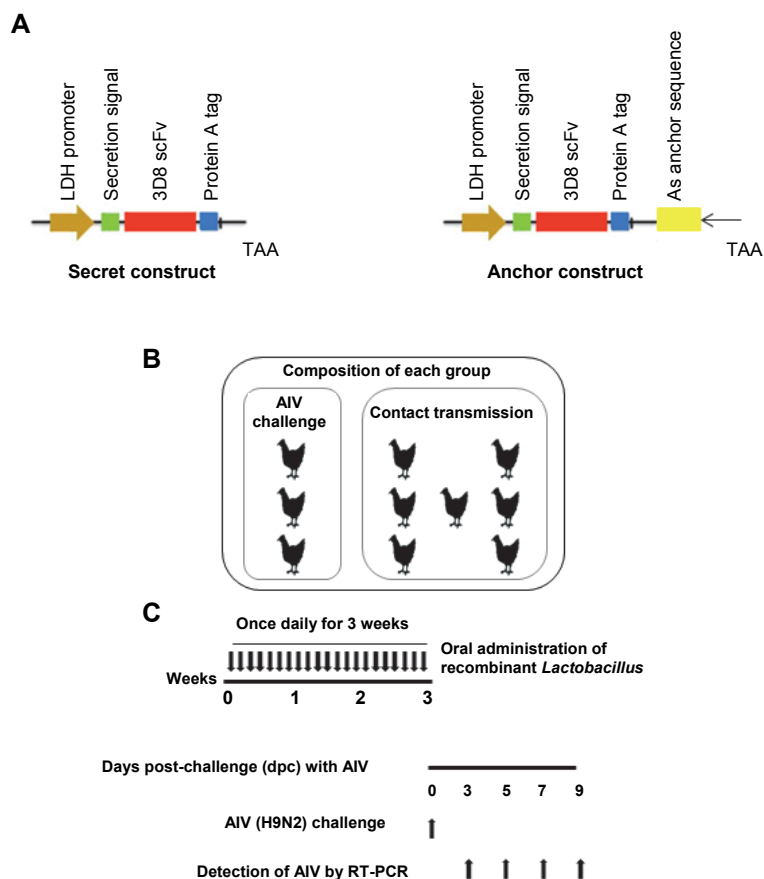 A
LDH promoter
Secretion signal
3D8 scFv
Protein A tag
TAA
Secret construct
LDH promoter
Secretion signal
3D8 scFv
Protein A tag
As anchor sequence
TAA
Anchor construct
B
Composition of each group
AIV
challenge
Contact transmission
C
Once daily for 3 weeks
Oral administration of
recombinant Lactobacillus
Weeks
0 1 2 3
Days post-challenge (dpc) with AIV
0 3 5 7 9
AIV (H9N2) challenge
Detection of AIV by RT-PCR